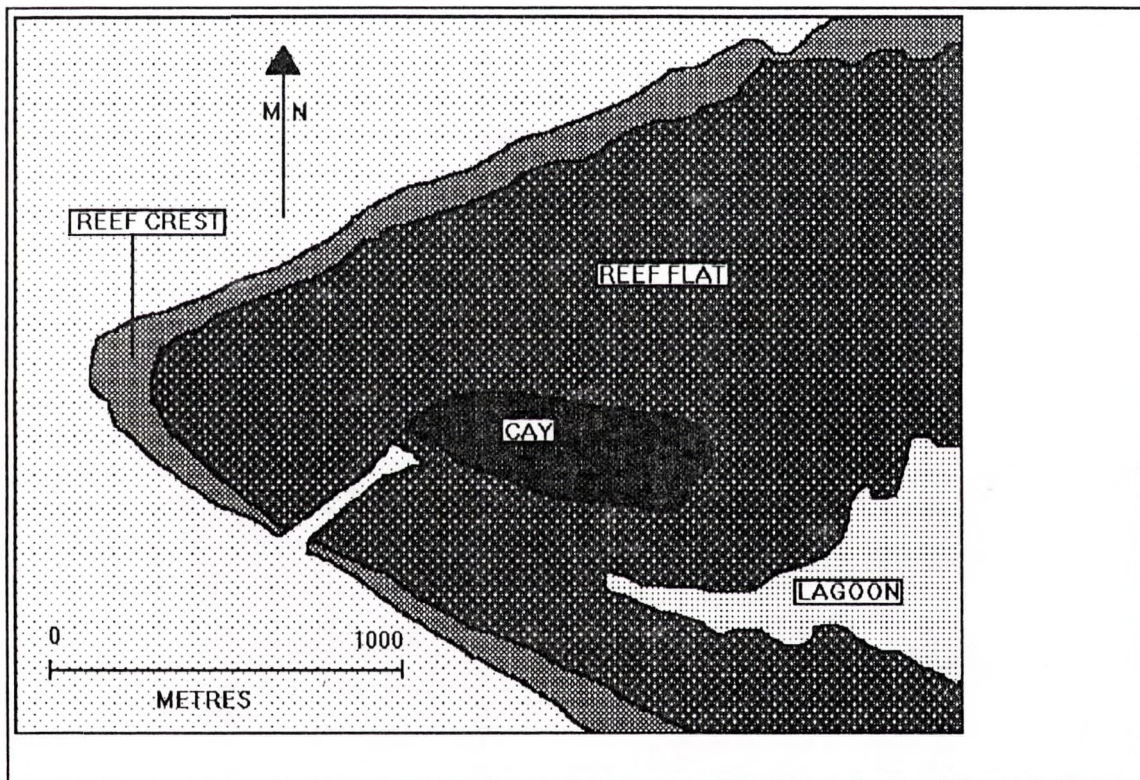 M N
REEF CREST
REEF FLAT
CAY
LAGOON
0 1000
METRES